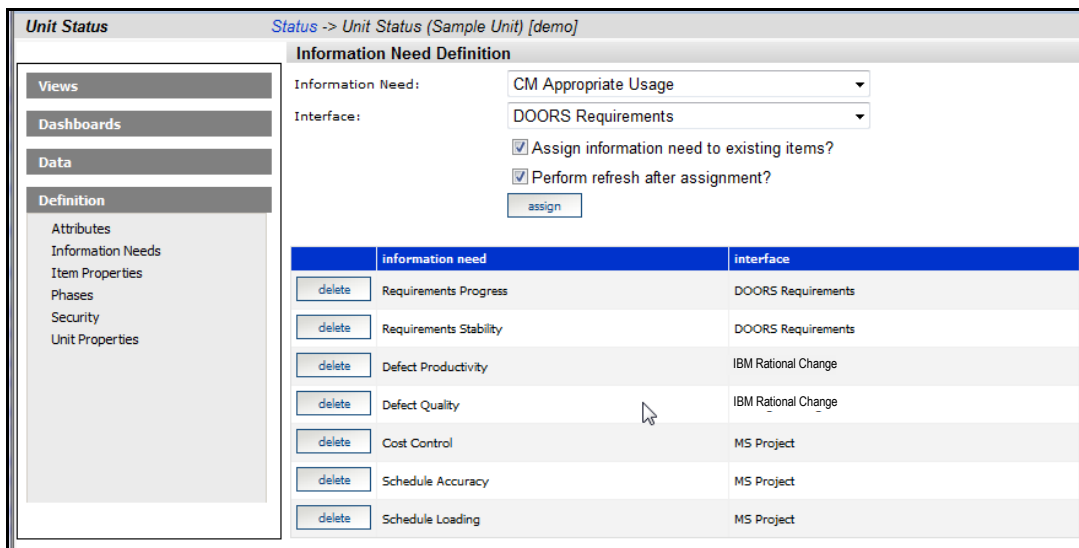 Unit Status
Status -> Unit Status (Sample Unit) [demo]
Information Need Definition
Views
Dashboards
Data
Definition
Attributes
Information Needs
Item Properties
Phases
Security
Unit Properties
Information Need: CM Appropriate Usage
Interface: DOORS Requirements
Assign information need to existing items?
Perform refresh after assignment?
assign
information need interface
delete Requirements Progress DOORS Requirements
delete Requirements Stability DOORS Requirements
delete Defect Productivity IBM Rational Change
delete Defect Quality IBM Rational Change
delete Cost Control MS Project
delete Schedule Accuracy MS Project
delete Schedule Loading MS Project